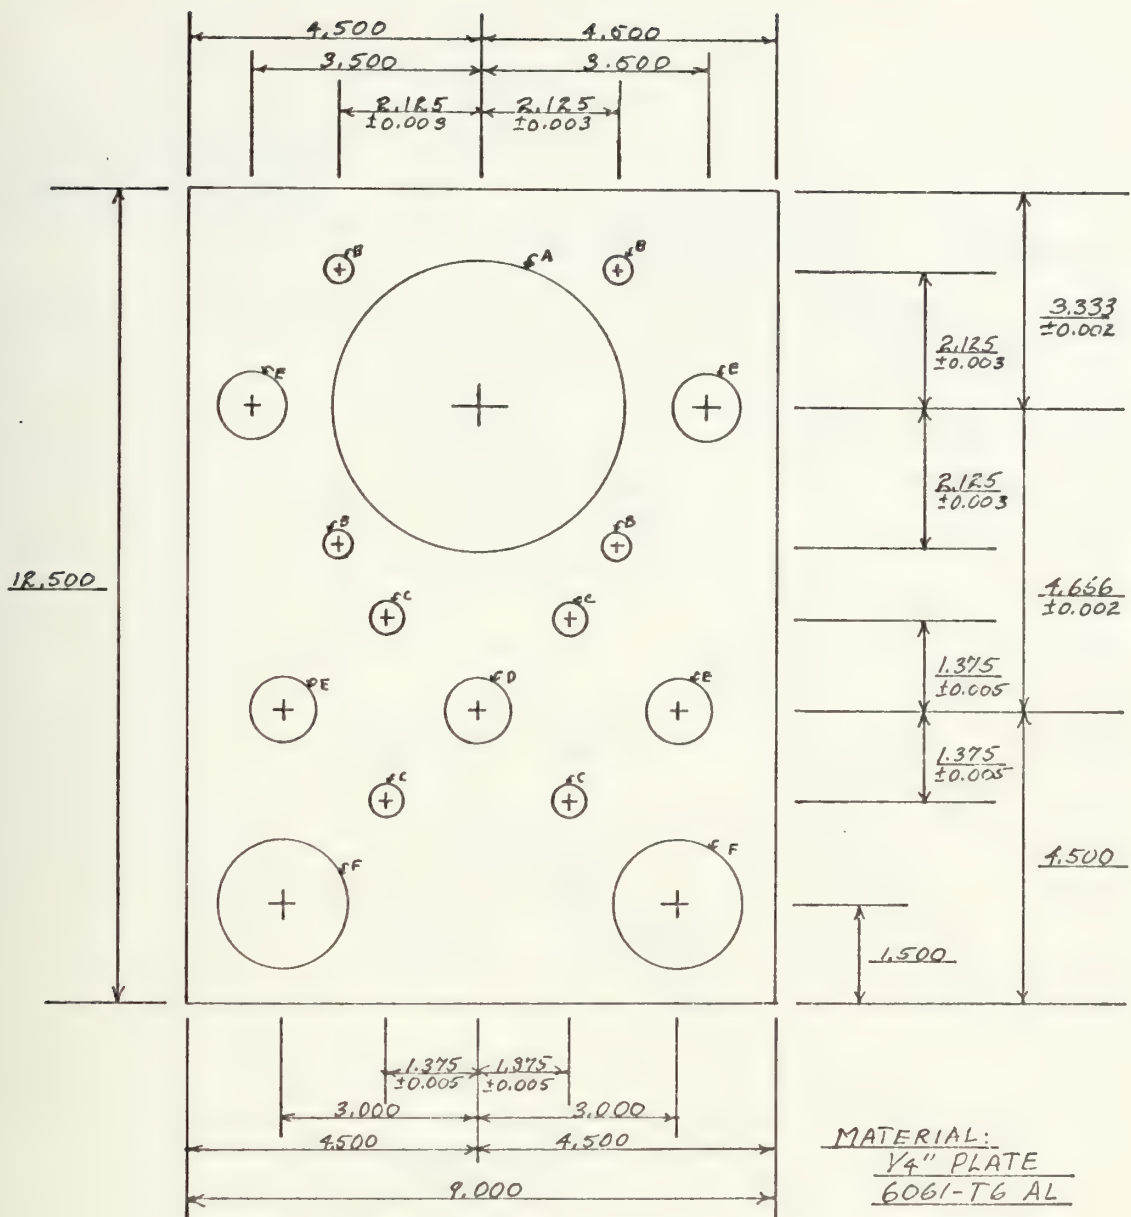 4.500 4.500
3.500 3.500
2.125 2.125
±0.003 ±0.003
B A B
3.333
±0.002
2.125
±0.003
E E
2.125
±0.003
B B
12.500
4.656
±0.002
C C
1.375
±0.005
E D E
1.375
±0.005
C C
F F
4.500
1.500
1.375 1.375
±0.005 ±0.005
3.000 3.000
4.500 4.500
9.000
MATERIAL:
1/4" PLATE
6061-T6 AL